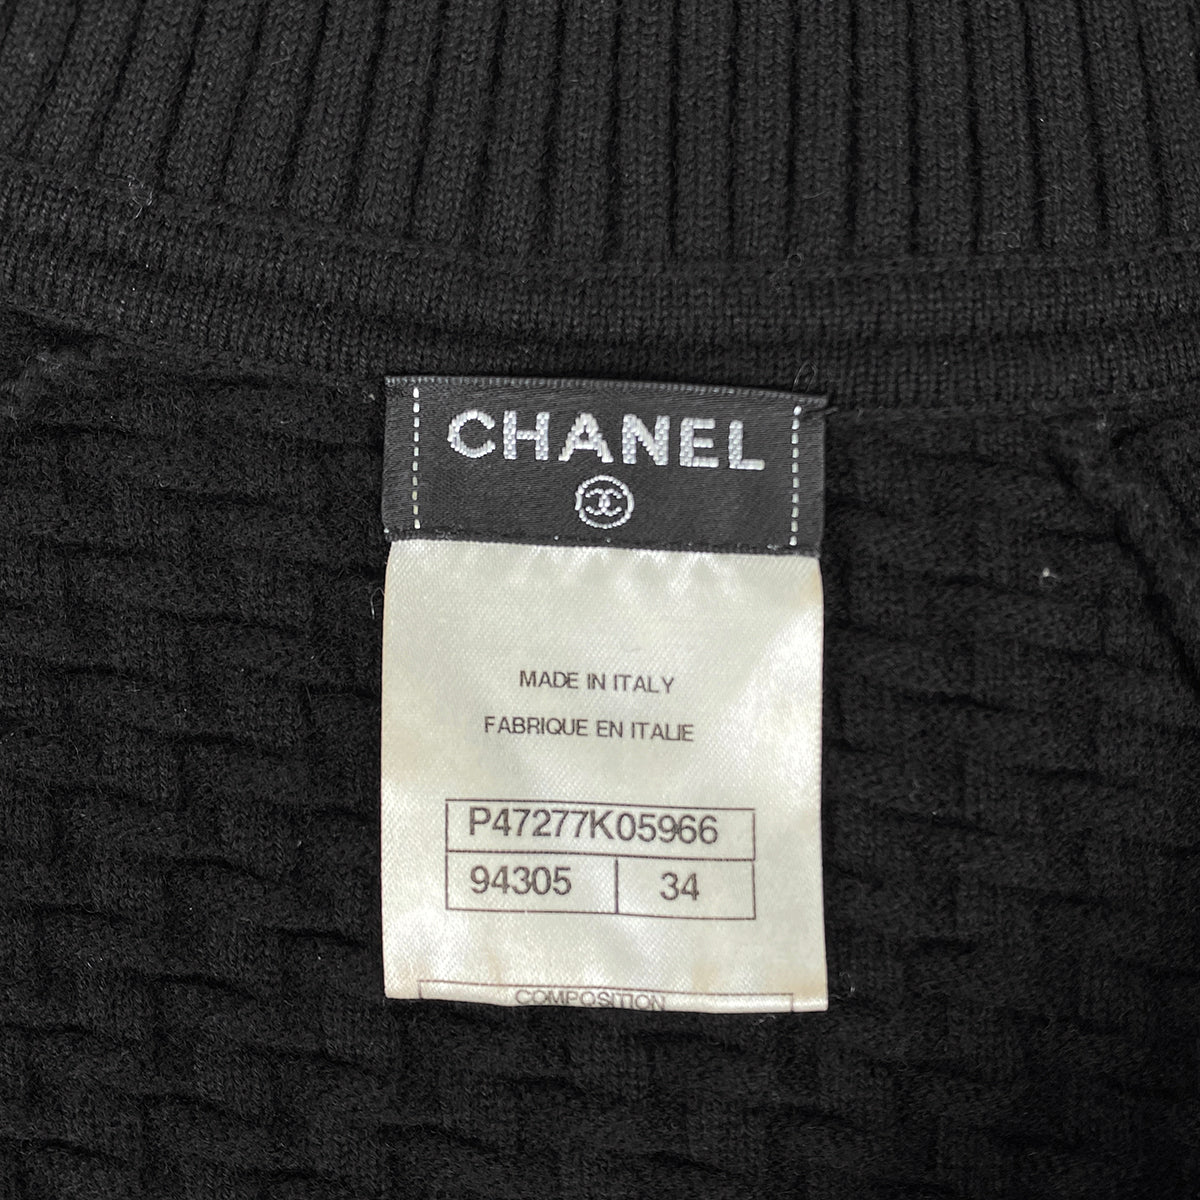 CHANEL
MADE IN ITALY
FABRIQUE EN ITALIE
P47277K05966
94305 34
COMPOSITION